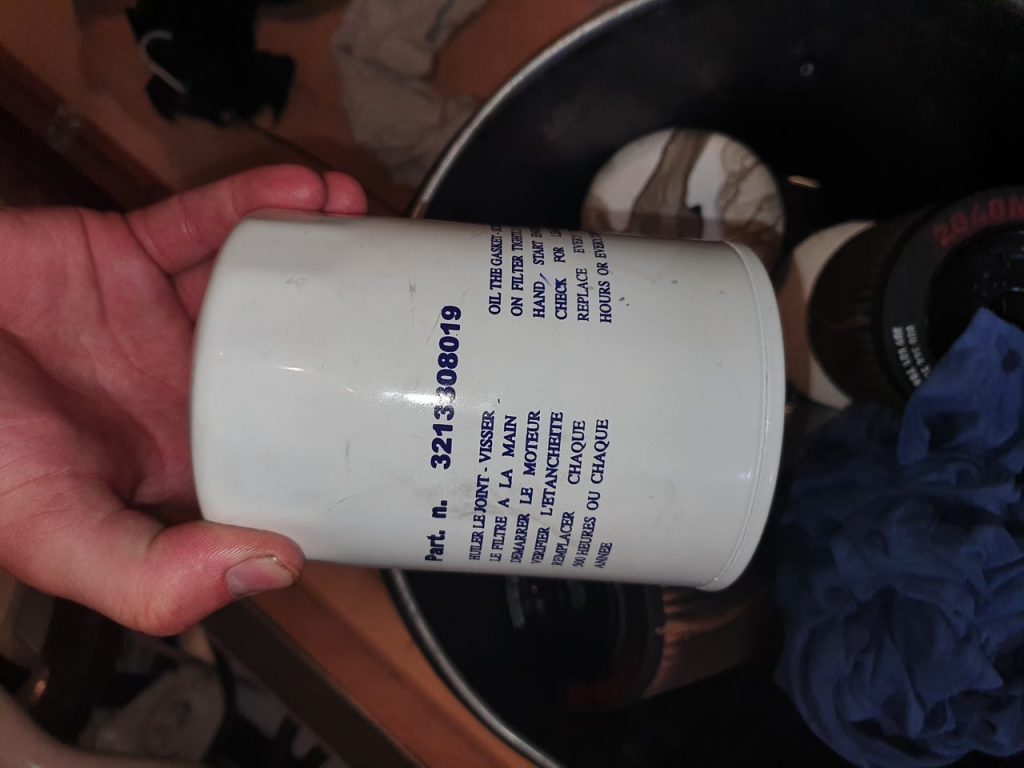 Part. n. 3213308019
HUILER LE JOINT - VISSER
LE FILTRE A LA MAIN
DEMARRER LE MOTEUR
VERIFIER L'ETANCHEITE
REMPLACER CHAQUE
500 HEURES OU CHAQUE
ANNEE
OIL THE GASKET -
ON FILTER
HAND, START
CHECK FOR
REPLACE
HOURS OR